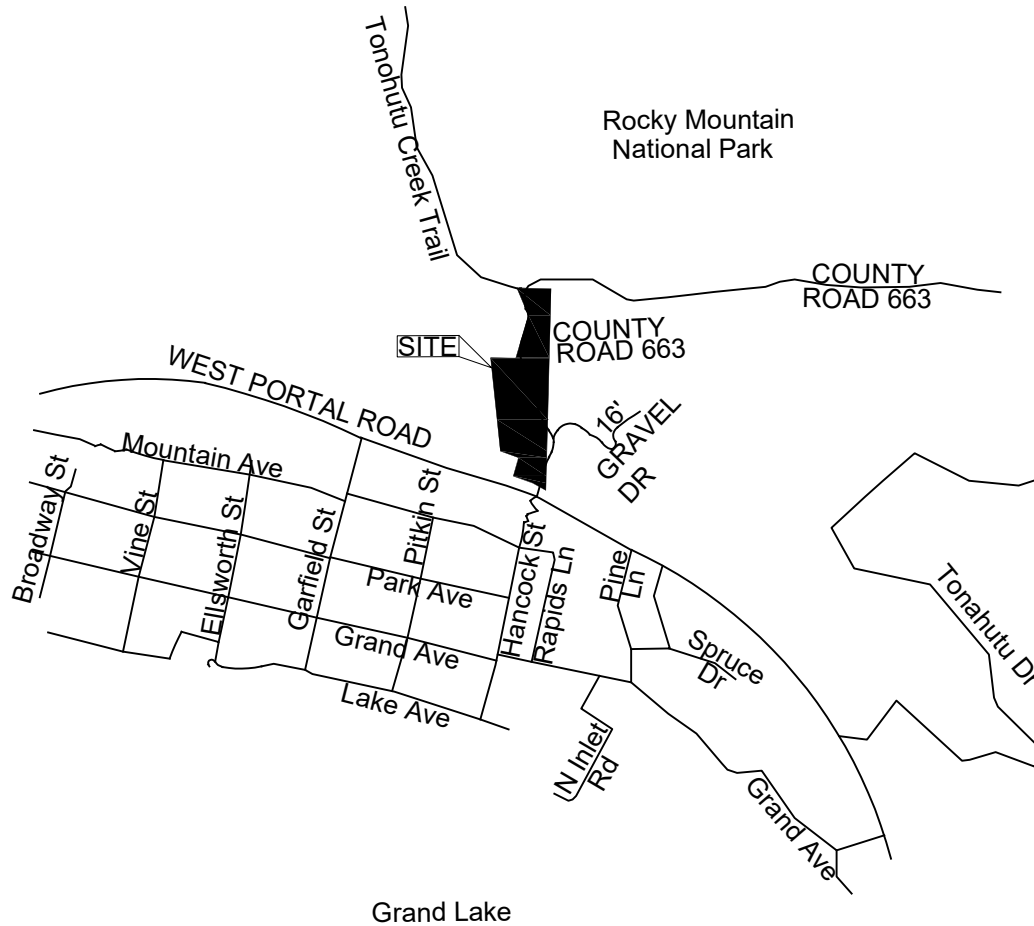 Tonohutu Creek Trail
Rocky Mountain
National Park
COUNTY
ROAD 663
COUNTY
ROAD 663
SITE
WEST PORTAL ROAD
16'
GRAVEL
DR
Mountain Ave
Broadway St
Vine St
Ellsworth St
Garfield St
Pitkin St
Hancock St
Rapids Ln
Pine
Ln
Park Ave
Grand Ave
Lake Ave
Spruce
Dr
Tonahutu Dr
N Inlet
Rd
Grand Ave
Grand Lake